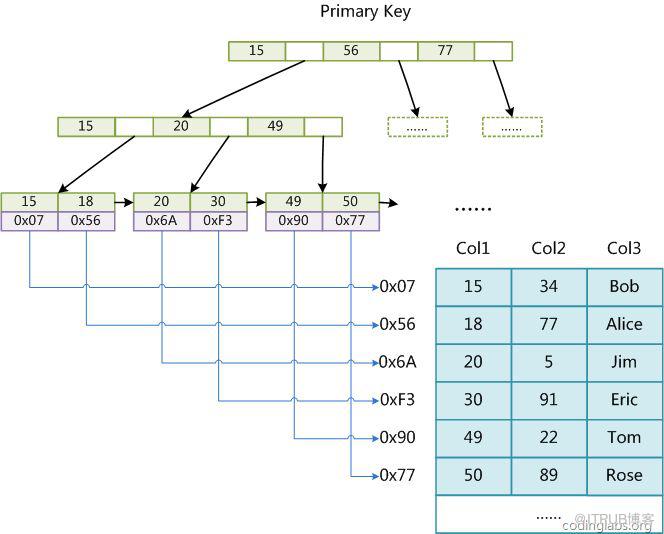 Primary Key
15 56 77
15 20 49
...... ......
15 18 20 30 49 50
0x07 0x56 0x6A 0xF3 0x90 0x77
......
Col1 Col2 Col3
0x07 15 34 Bob
0x56 18 77 Alice
0x6A 20 5 Jim
0xF3 30 91 Eric
0x90 49 22 Tom
0x77 50 89 Rose
......
@ITPUB博客
codinglabs.org